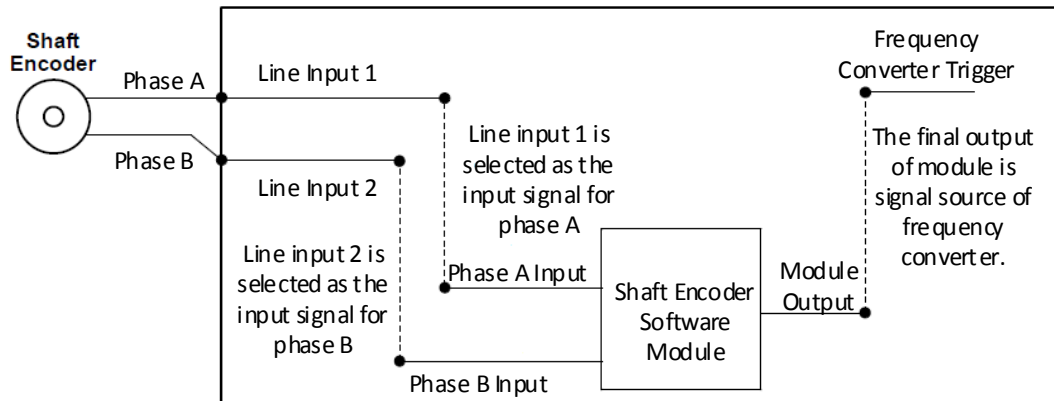 Shaft
Encoder
Phase A
Phase B
Line Input 1
Line Input 2
Line input 1 is
selected as the
input signal for
phase A
Line input 2 is
selected as the
input signal for
phase B
Phase A Input
Phase B Input
Shaft Encoder
Software
Module
Module
Output
Frequency
Converter Trigger
The final output
of module is
signal source of
frequency
converter.